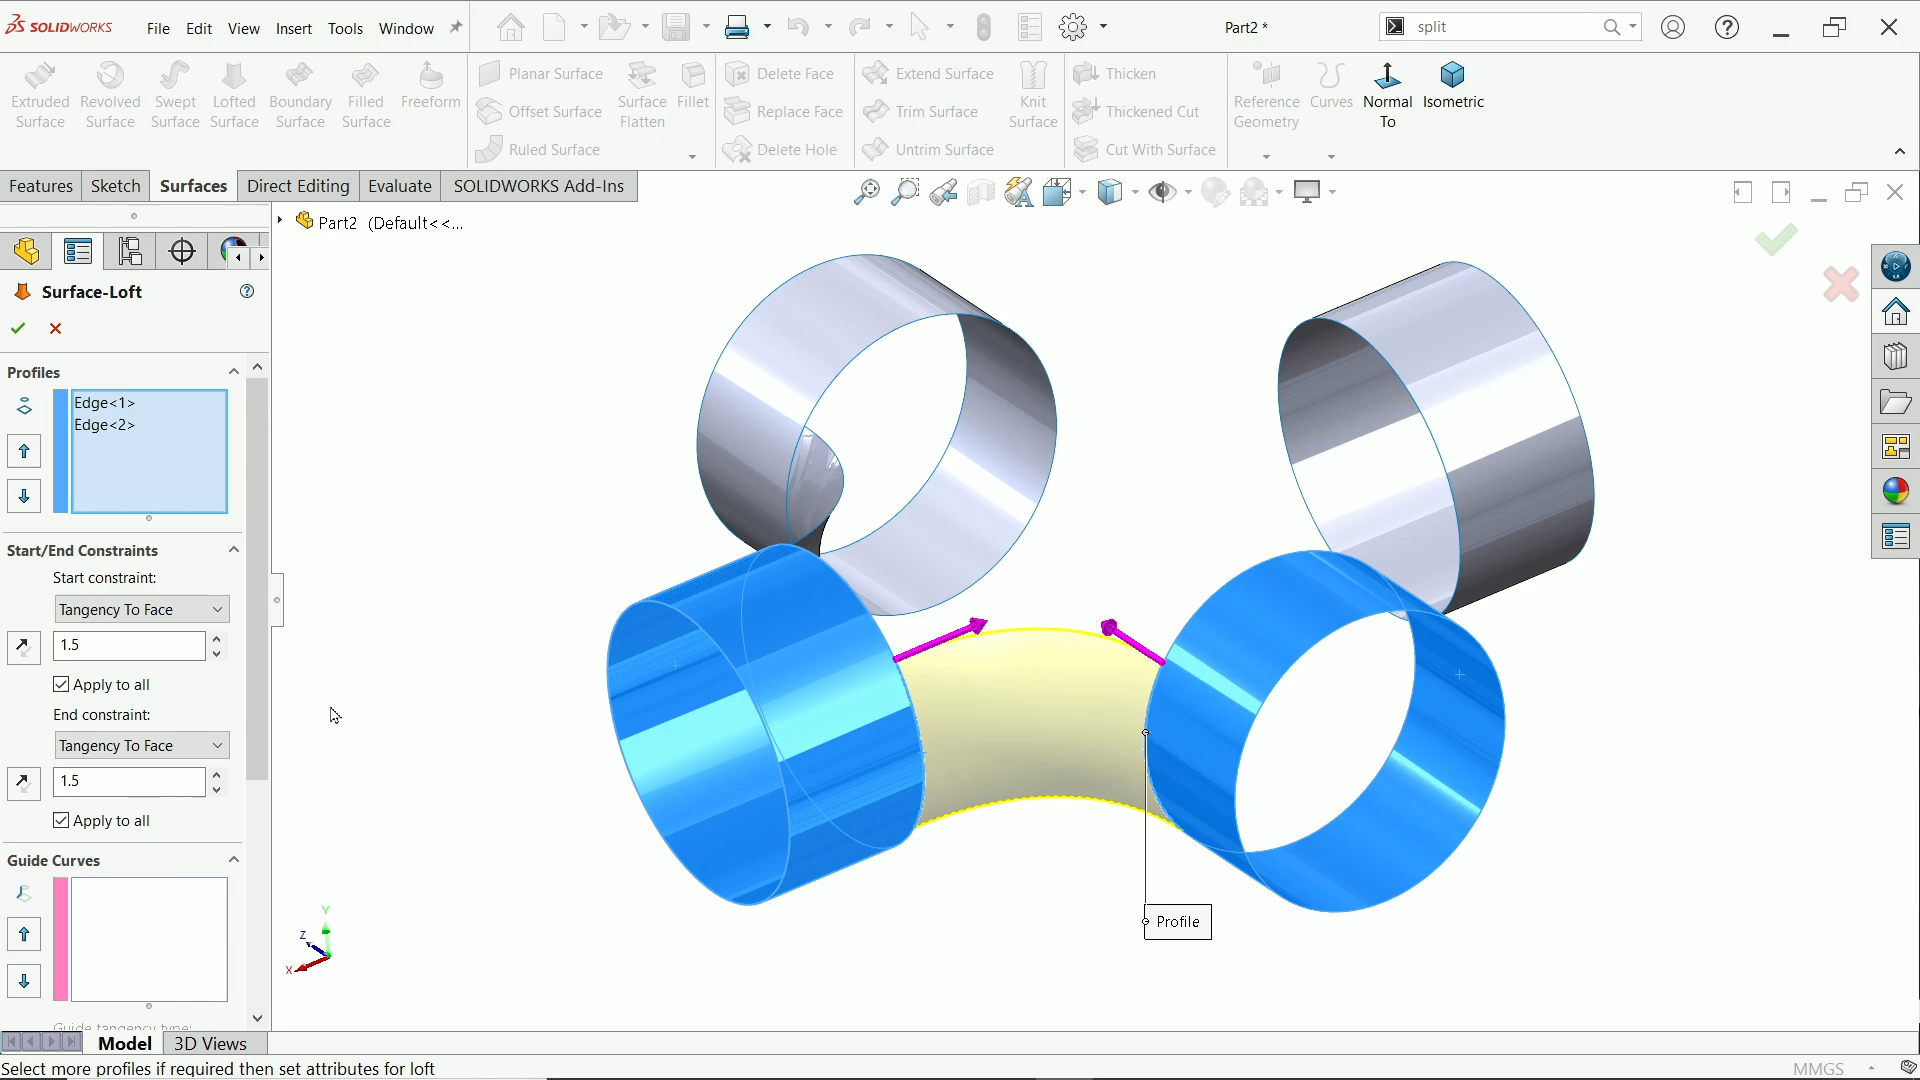 SOLIDWORKS File Edit View Insert Tools Window Part2 * split
Extruded Surface
Revolved Surface
Swept Surface
Lofted Surface
Boundary Surface
Filled Surface
Freeform
Planar Surface
Offset Surface
Ruled Surface
Surface Flatten
Fillet
Delete Face
Replace Face
Delete Hole
Extend Surface
Trim Surface
Untrim Surface
Knit Surface
Thicken
Thickened Cut
Cut With Surface
Reference Geometry
Curves
Normal To
Isometric
Features Sketch Surfaces Direct Editing Evaluate SOLIDWORKS Add-Ins
Part2 (Default<<...
Surface-Loft
Profiles
Edge<1>
Edge<2>
Start/End Constraints
Start constraint:
Tangency To Face
1.5
Apply to all
End constraint:
Tangency To Face
1.5
Apply to all
Guide Curves
Guide tangency type:
Profile
Y
Z
X
Model 3D Views
Select more profiles if required then set attributes for loft
MMGS